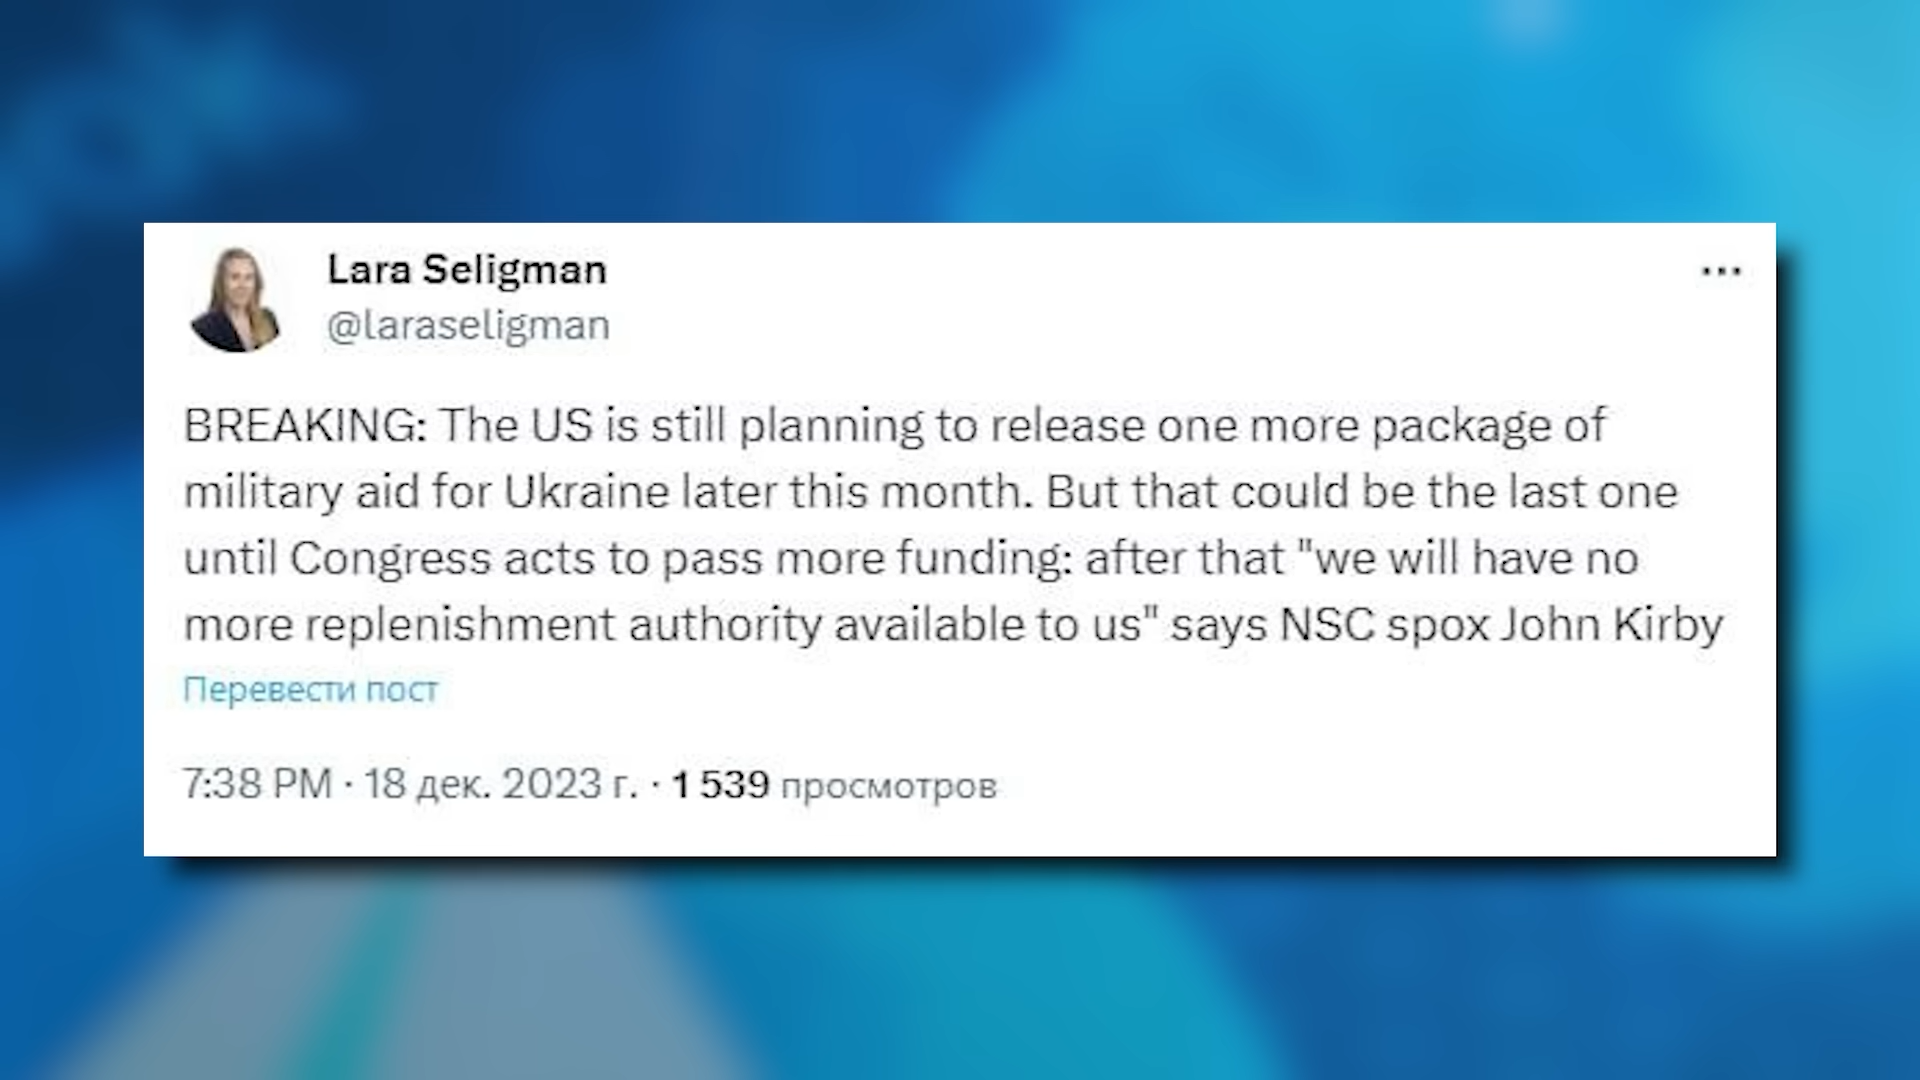 Lara Seligman
@laraseligman
BREAKING: The US is still planning to release one more package of
military aid for Ukraine later this month. But that could be the last one
until Congress acts to pass more funding: after that "we will have no
more replenishment authority available to us" says NSC spox John Kirby
Перевести пост
7:38 PM · 18 дек. 2023 г. · 1 539 просмотров